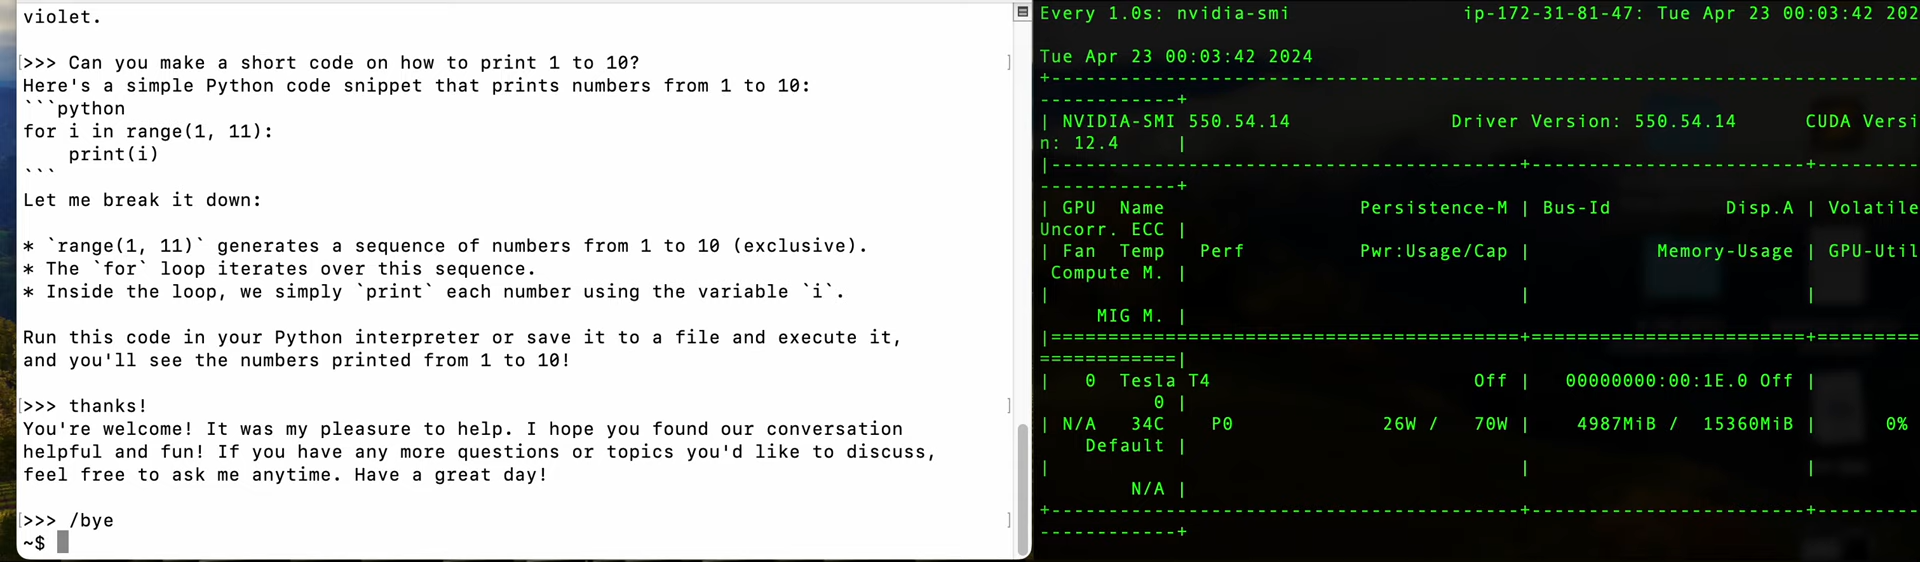 violet.
[>>> Can you make a short code on how to print 1 to 10? ]
Here's a simple Python code snippet that prints numbers from 1 to 10:
```python
for i in range(1, 11):
    print(i)
```
Let me break it down:
* `range(1, 11)` generates a sequence of numbers from 1 to 10 (exclusive).
* The `for` loop iterates over this sequence.
* Inside the loop, we simply `print` each number using the variable `i`.
Run this code in your Python interpreter or save it to a file and execute it,
and you'll see the numbers printed from 1 to 10!
[>>> thanks! ]
You're welcome! It was my pleasure to help. I hope you found our conversation
helpful and fun! If you have any more questions or topics you'd like to discuss,
feel free to ask me anytime. Have a great day!
[>>> /bye ]
~$
Every 1.0s: nvidia-smi ip-172-31-81-47: Tue Apr 23 00:03:42 202
Tue Apr 23 00:03:42 2024
+-----------------------------------------------------------------------------
------------+
| NVIDIA-SMI 550.54.14 Driver Version: 550.54.14 CUDA Versi
n: 12.4 |
|-----------------------------------------+------------------------+----------
------------+
| GPU Name Persistence-M | Bus-Id Disp.A | Volatile
Uncorr. ECC |
| Fan Temp Perf Pwr:Usage/Cap | Memory-Usage | GPU-Util
Compute M. |
| | |
MIG M. |
|=========================================+========================+==========
============|
| 0 Tesla T4 Off | 00000000:00:1E.0 Off |
0 |
| N/A 34C P0 26W / 70W | 4987MiB / 15360MiB | 0%
Default |
| | |
N/A |
+-----------------------------------------+------------------------+----------
------------+